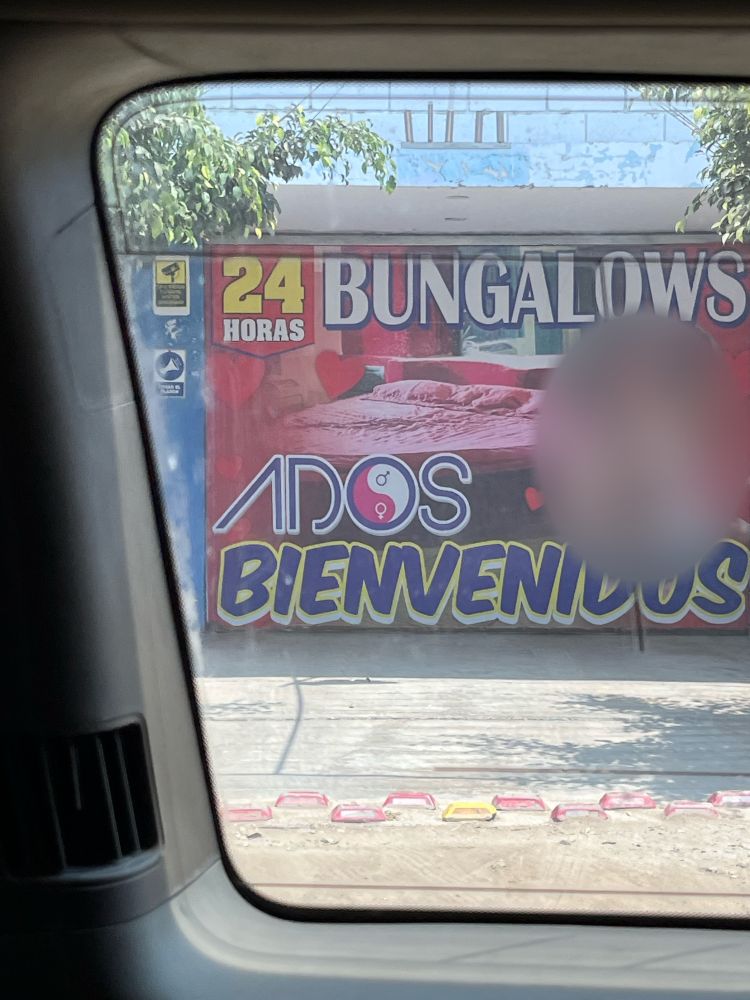 24
HORAS
BUNGALOWS
ADOS
BIENVENIDOS